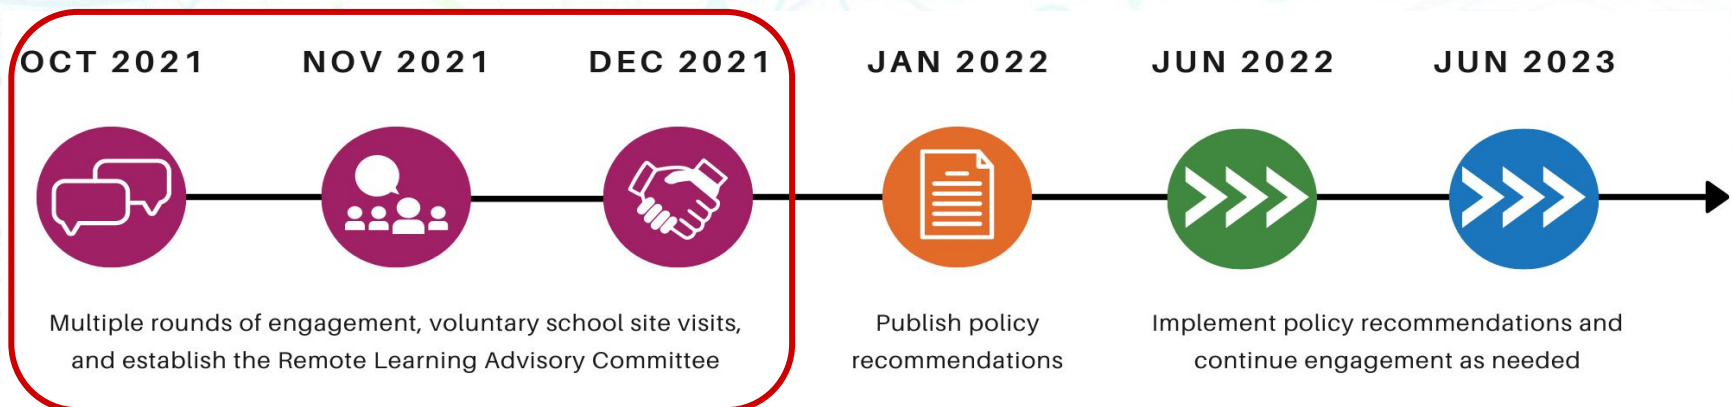 OCT 2021
NOV 2021
DEC 2021
JAN 2022
JUN 2022
JUN 2023
Multiple rounds of engagement, voluntary school site visits,
and establish the Remote Learning Advisory Committee
Publish policy
recommendations
Implement policy recommendations and
continue engagement as needed